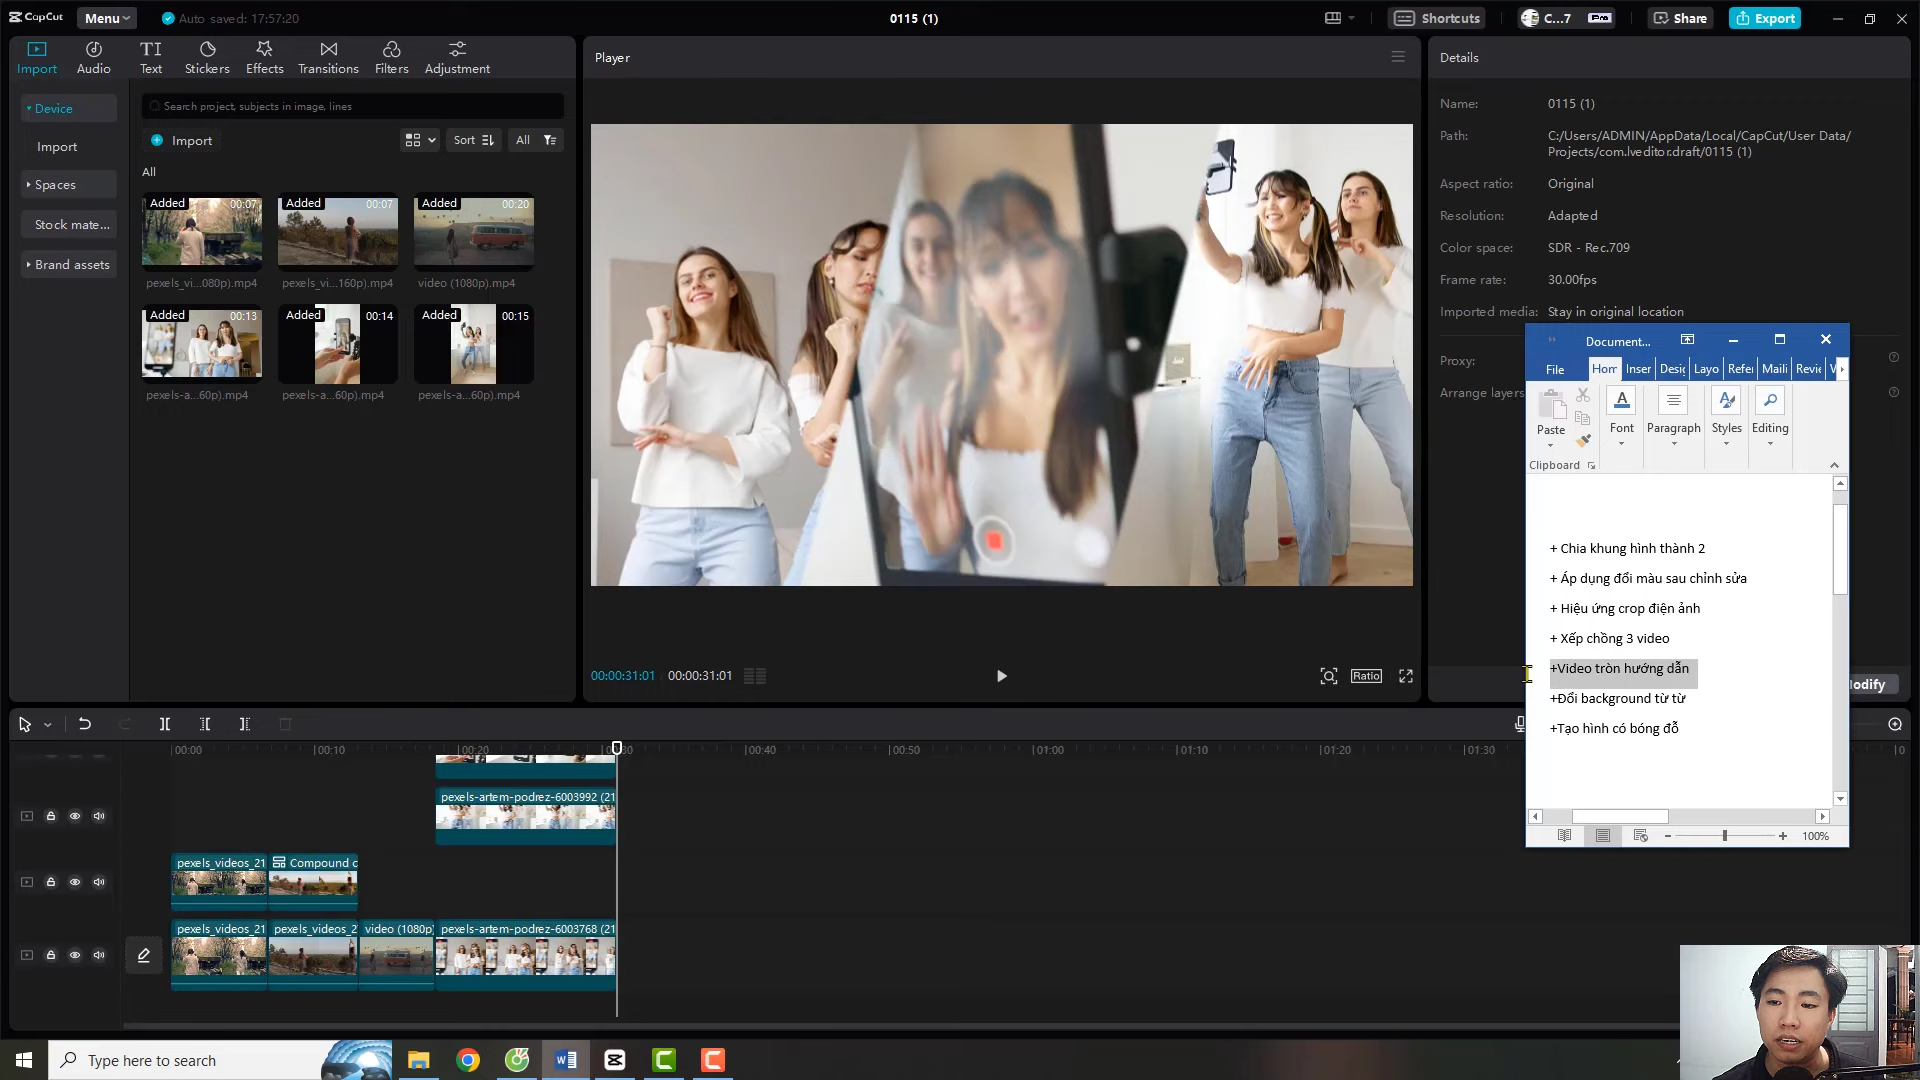 CapCut
Menu
Auto saved: 17:57:20
0115 (1)
Shortcuts
C...7
Pro
Share
Export
Import
Audio
TI
Text
Stickers
Effects
Transitions
Filters
Adjustment
Device
Import
Spaces
Stock mate...
Brand assets
Search project, subjects in image, lines
Import
Sort
All
All
Added 00:07
Added 00:07
Added 00:20
pexels_vi...080p).mp4
pexels_vi...160p).mp4
video (1080p).mp4
Added 00:13
Added 00:14
Added 00:15
pexels-a...60p).mp4
pexels-a...60p).mp4
pexels-a...60p).mp4
Player
00:00:31:01
00:00:31:01
Ratio
Details
Name:
0115 (1)
Path:
C:/Users/ADMIN/AppData/Local/CapCut/User Data/
Projects/com.lveditor.draft/0115 (1)
Aspect ratio:
Original
Resolution:
Adapted
Color space:
SDR - Rec.709
Frame rate:
30.00fps
Imported media:
Stay in original location
Proxy:
Arrange layers
odify
Document...
File
Hom
Inser
Desig
Layo
Refer
Maili
Revie
Paste
Font
Paragraph
Styles
Editing
Clipboard
+ Chia khung hình thành 2
+ Áp dụng đổi màu sau chỉnh sửa
+ Hiệu ứng crop điện ảnh
+ Xếp chồng 3 video
+Video tròn hướng dẫn
+Đổi background từ từ
+Tạo hình có bóng đỗ
100%
00:00
00:10
00:20
00:40
00:50
01:00
01:10
01:20
01:30
pexels-artem-podrez-6003992 (21
pexels_videos_21
Compound c
pexels_videos_21
pexels_videos_2
video (1080p)
pexels-artem-podrez-6003768 (21
Type here to search